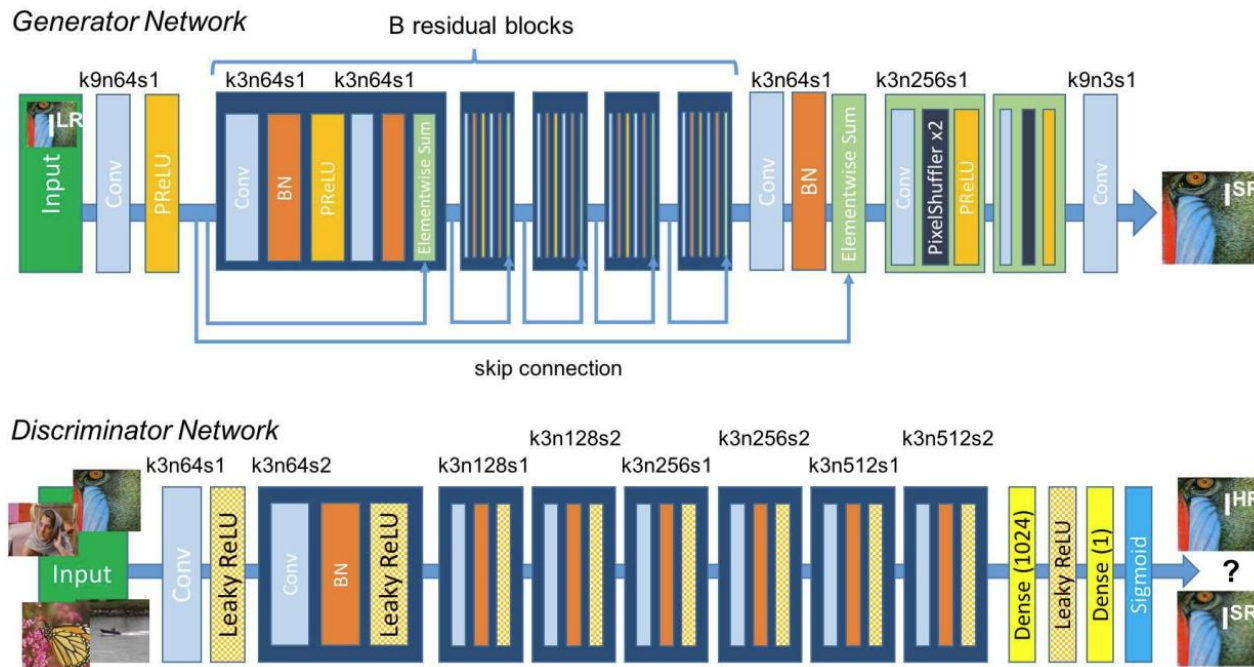 Generator Network
B residual blocks
k9n64s1
k3n64s1
k3n64s1
k3n64s1
k3n256s1
k9n3s1
I^LR
Input
Conv
PReLU
Conv
BN
PReLU
Elementwise Sum
Conv
BN
Elementwise Sum
Conv
PixelShuffler x2
PReLU
Conv
I^SR
skip connection
Discriminator Network
k3n64s1
k3n64s2
k3n128s1
k3n128s2
k3n256s1
k3n256s2
k3n512s1
k3n512s2
Input
Conv
Leaky ReLU
Conv
BN
Leaky ReLU
Dense (1024)
Leaky ReLU
Dense (1)
Sigmoid
I^HR
?
I^SR